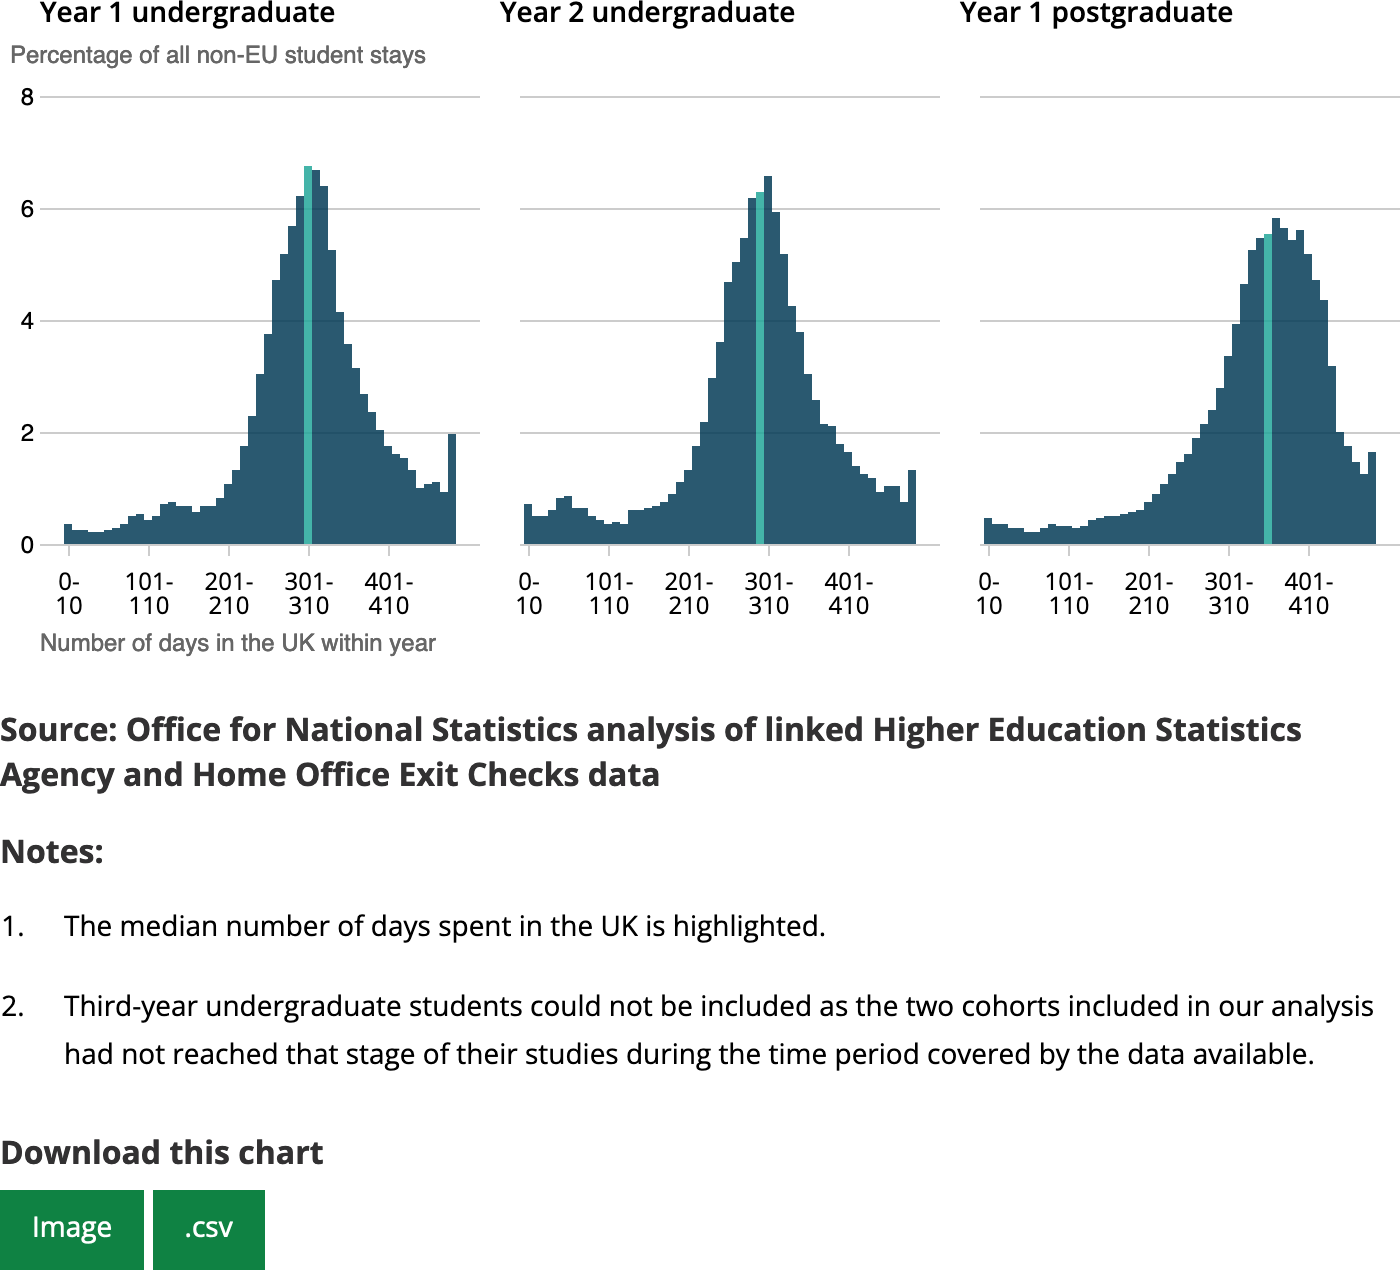 Year 1 undergraduate
Year 2 undergraduate
Year 1 postgraduate
Percentage of all non-EU student stays
8
6
4
2
0
0-
10
101-
110
201-
210
301-
310
401-
410
0-
10
101-
110
201-
210
301-
310
401-
410
0-
10
101-
110
201-
210
301-
310
401-
410
Number of days in the UK within year
Source: Office for National Statistics analysis of linked Higher Education Statistics
Agency and Home Office Exit Checks data
Notes:
1. The median number of days spent in the UK is highlighted.
2. Third-year undergraduate students could not be included as the two cohorts included in our analysis
had not reached that stage of their studies during the time period covered by the data available.
Download this chart
Image
.csv